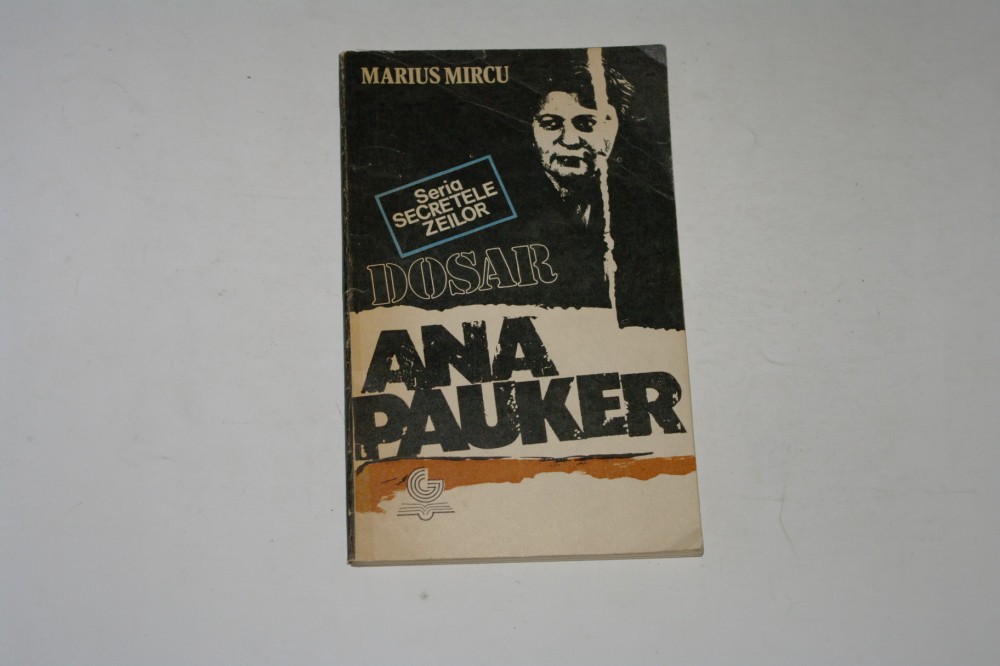 MARIUS MIRCU
Seria
SECRETELE
ZEILOR
DOSAR
ANA
PAUKER
G